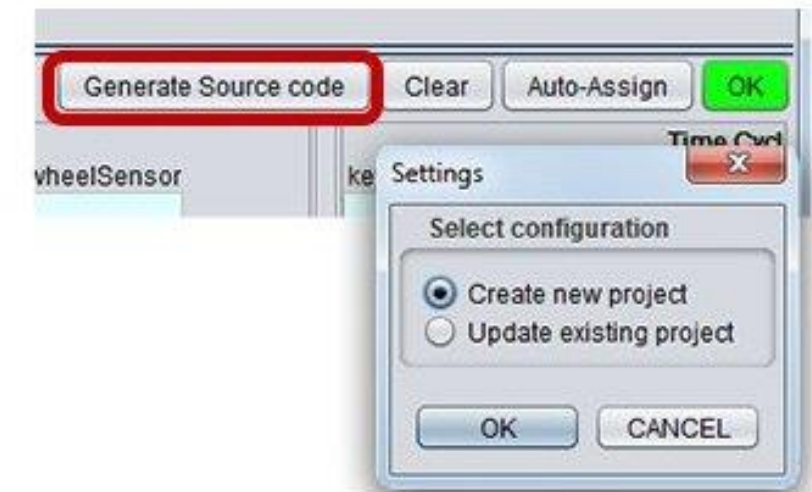 Generate Source code Clear Auto-Assign OK
Time Cycl
wheelSensor ke
Settings
Select configuration
Create new project
Update existing project
OK CANCEL